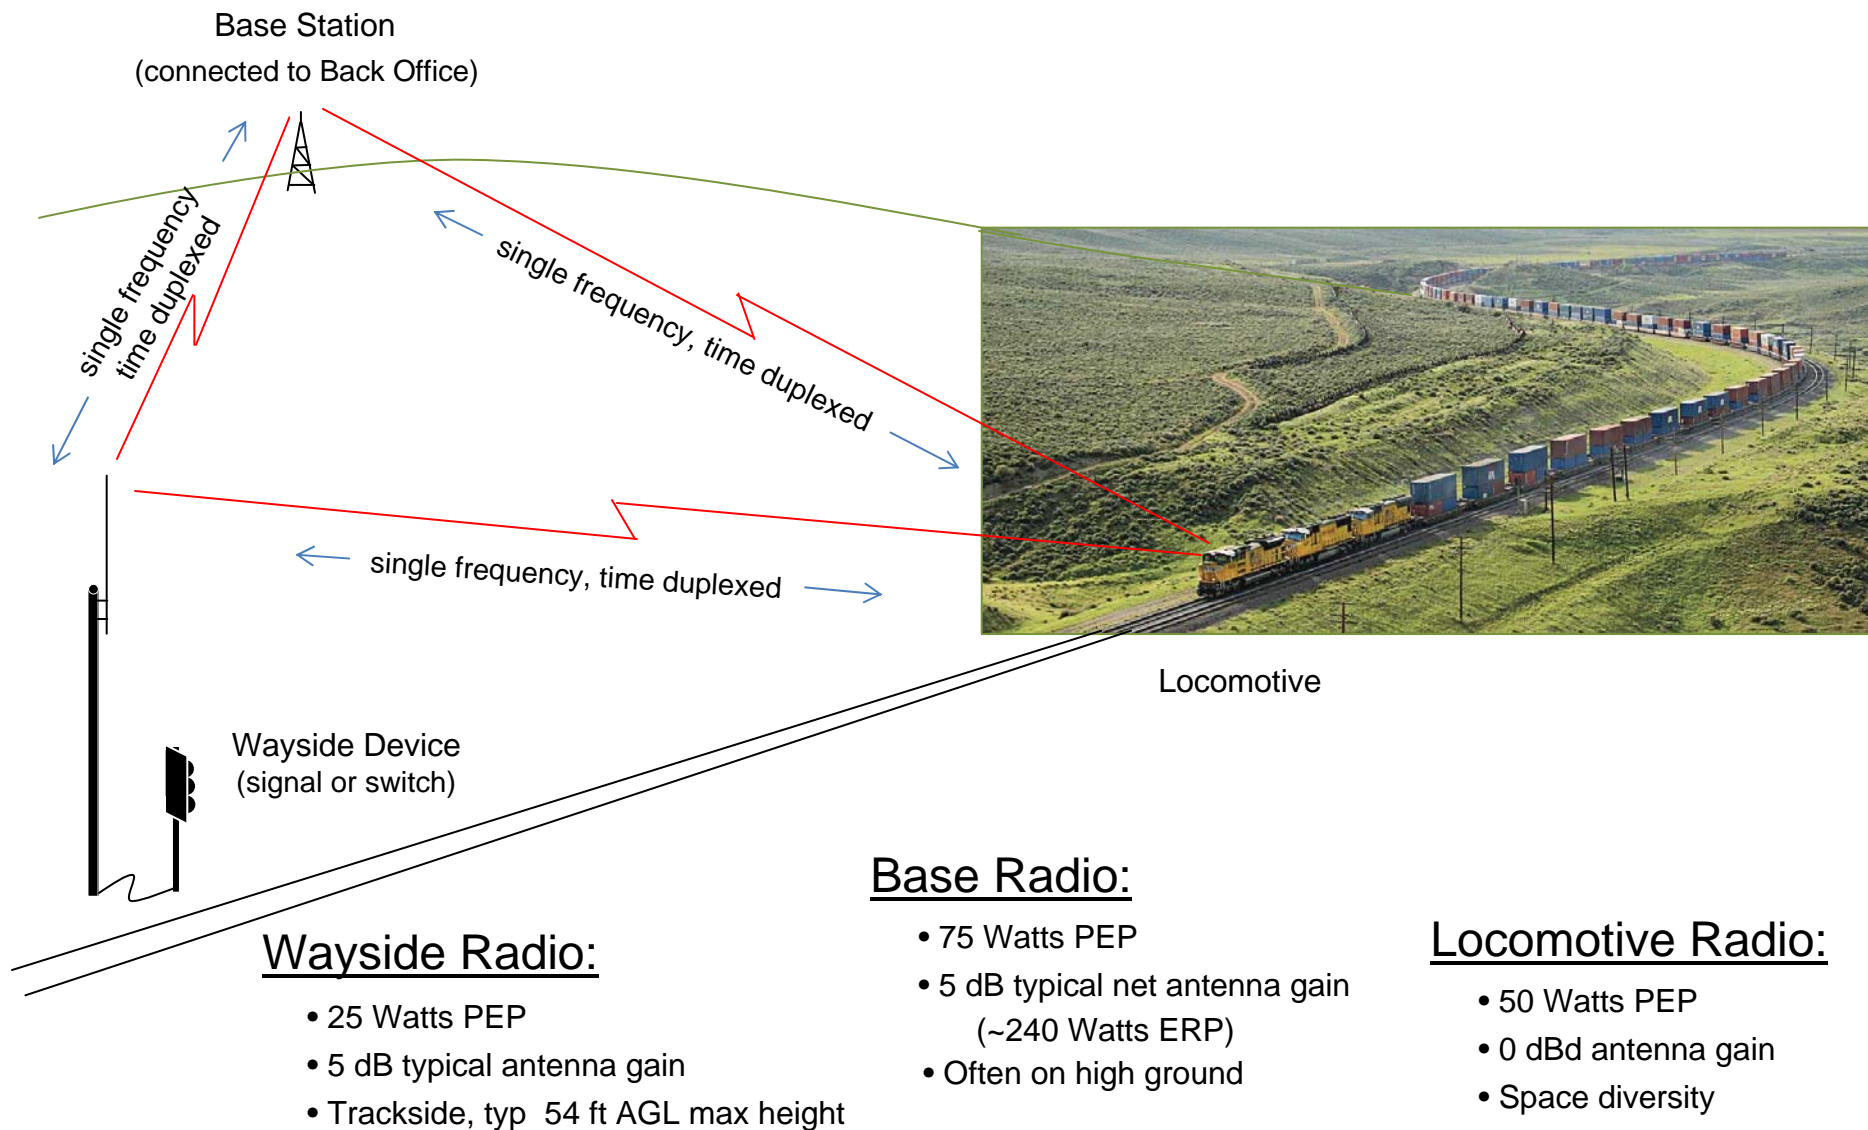 Base Station
(connected to Back Office)
single frequency
time duplexed
single frequency, time duplexed
single frequency, time duplexed
Locomotive
Wayside Device
(signal or switch)
Base Radio:
• 75 Watts PEP
• 5 dB typical net antenna gain
(~240 Watts ERP)
• Often on high ground
Wayside Radio:
• 25 Watts PEP
• 5 dB typical antenna gain
• Trackside, typ  54 ft AGL max height
Locomotive Radio:
• 50 Watts PEP
• 0 dBd antenna gain
• Space diversity